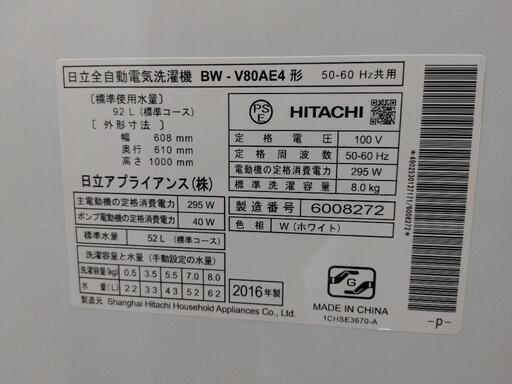 日立全自動電気洗濯機 BW-V80AE4 形 50-60 Hz共用
〔標準使用水量〕
92L (標準コース)
〔 外形寸法 〕
幅 608 mm
奥行 610 mm
高さ 1000 mm
日立アプライアンス(株)
主電動機の定格消費電力 295 W
ポンプ電動機の定格消費電力 40 W
標準水量 52L (標準コース)
洗濯容量と水量 (手動設定の水量)
洗濯容量(kg) 0.5 3.5 5.5 7.0 8.0
水 量(L) 22 33 43 52 62
製造元 Shanghai Hitachi Household Appliances Co., Ltd.
PS
E
HITACHI
定格電圧 100 V
定格周波数 50-60 Hz
電動機の定格消費電力 295 W
標準洗濯容量 8.0kg
製造番号 6008272
色相 W (ホワイト)
2016年製
G
MADE IN CHINA
1CHSE3670-A
*4902530121171/6008272*
-p-